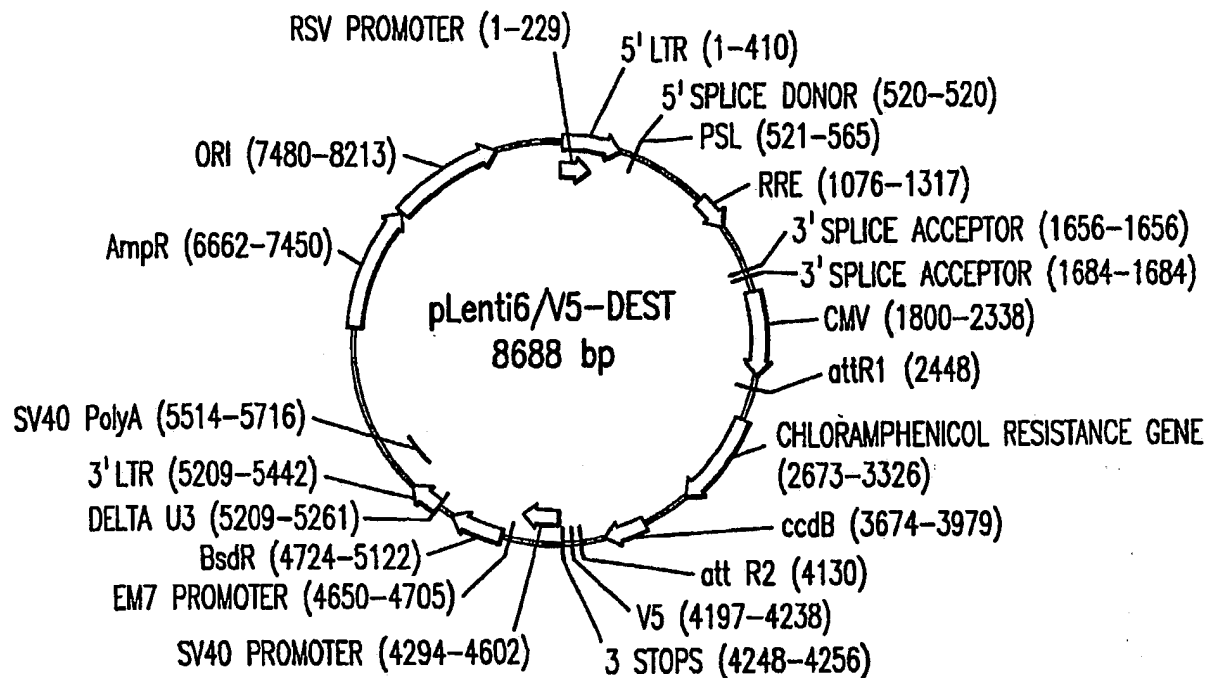 RSV PROMOTER (1-229)
5' LTR (1-410)
5' SPLICE DONOR (520-520)
PSL (521-565)
RRE (1076-1317)
3' SPLICE ACCEPTOR (1656-1656)
3' SPLICE ACCEPTOR (1684-1684)
CMV (1800-2338)
attR1 (2448)
CHLORAMPHENICOL RESISTANCE GENE
(2673-3326)
ccdB (3674-3979)
att R2 (4130)
V5 (4197-4238)
3 STOPS (4248-4256)
SV40 PROMOTER (4294-4602)
EM7 PROMOTER (4650-4705)
BsdR (4724-5122)
DELTA U3 (5209-5261)
3' LTR (5209-5442)
SV40 PolyA (5514-5716)
AmpR (6662-7450)
ORI (7480-8213)
pLenti6/V5-DEST
8688 bp